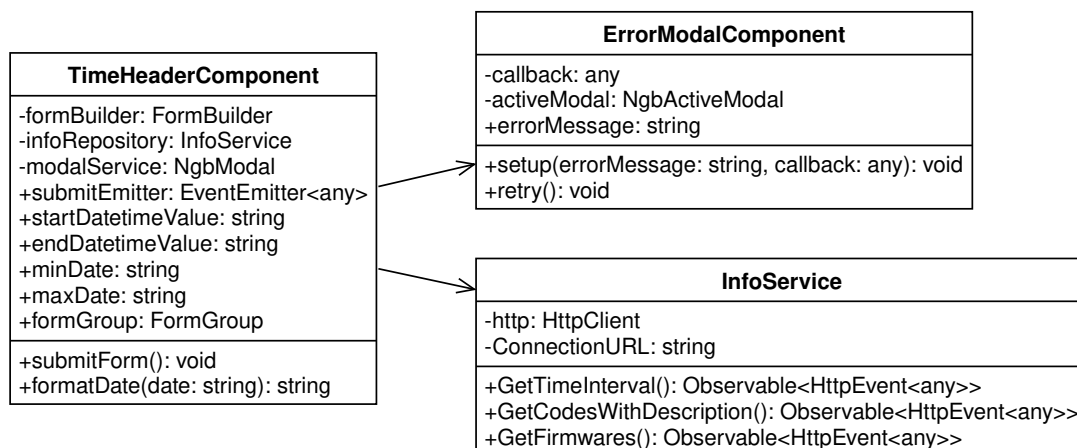 TimeHeaderComponent
-formBuilder: FormBuilder
-infoRepository: InfoService
-modalService: NgbModal
+submitEmitter: EventEmitter<any>
+startDatetimeValue: string
+endDatetimeValue: string
+minDate: string
+maxDate: string
+formGroup: FormGroup
+submitForm(): void
+formatDate(date: string): string
ErrorModalComponent
-callback: any
-activeModal: NgbActiveModal
+errorMessage: string
+setup(errorMessage: string, callback: any): void
+retry(): void
InfoService
-http: HttpClient
-ConnectionURL: string
+GetTimeInterval(): Observable<HttpEvent<any>>
+GetCodesWithDescription(): Observable<HttpEvent<any>>
+GetFirmwares(): Observable<HttpEvent<any>>